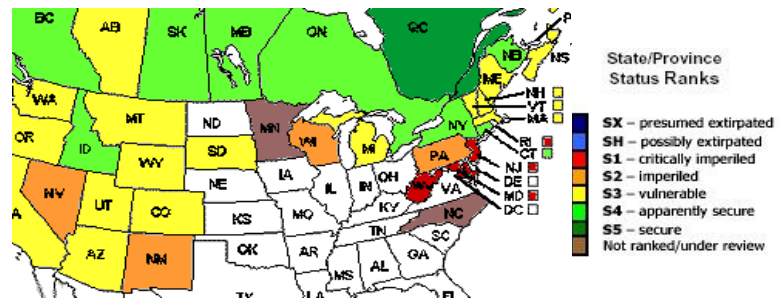 BC
AB
SK
MB
ON
QC
NB
NS
ME
WA
MT
ND
MN
OR
ID
SD
WI
MI
NY
NH
VT
MA
RI
CT
NJ
DE
MD
DC
WY
NE
IA
PA
NV
UT
CO
KS
MO
IL
IN
OH
WV
VA
KY
NC
TN
AZ
NM
OK
AR
SC
MS
AL
GA
TX
LA
FL
A
P
State/Province
Status Ranks
SX – presumed extirpated
SH – possibly extirpated
S1 – critically imperiled
S2 – imperiled
S3 – vulnerable
S4 – apparently secure
S5 – secure
Not ranked/under review